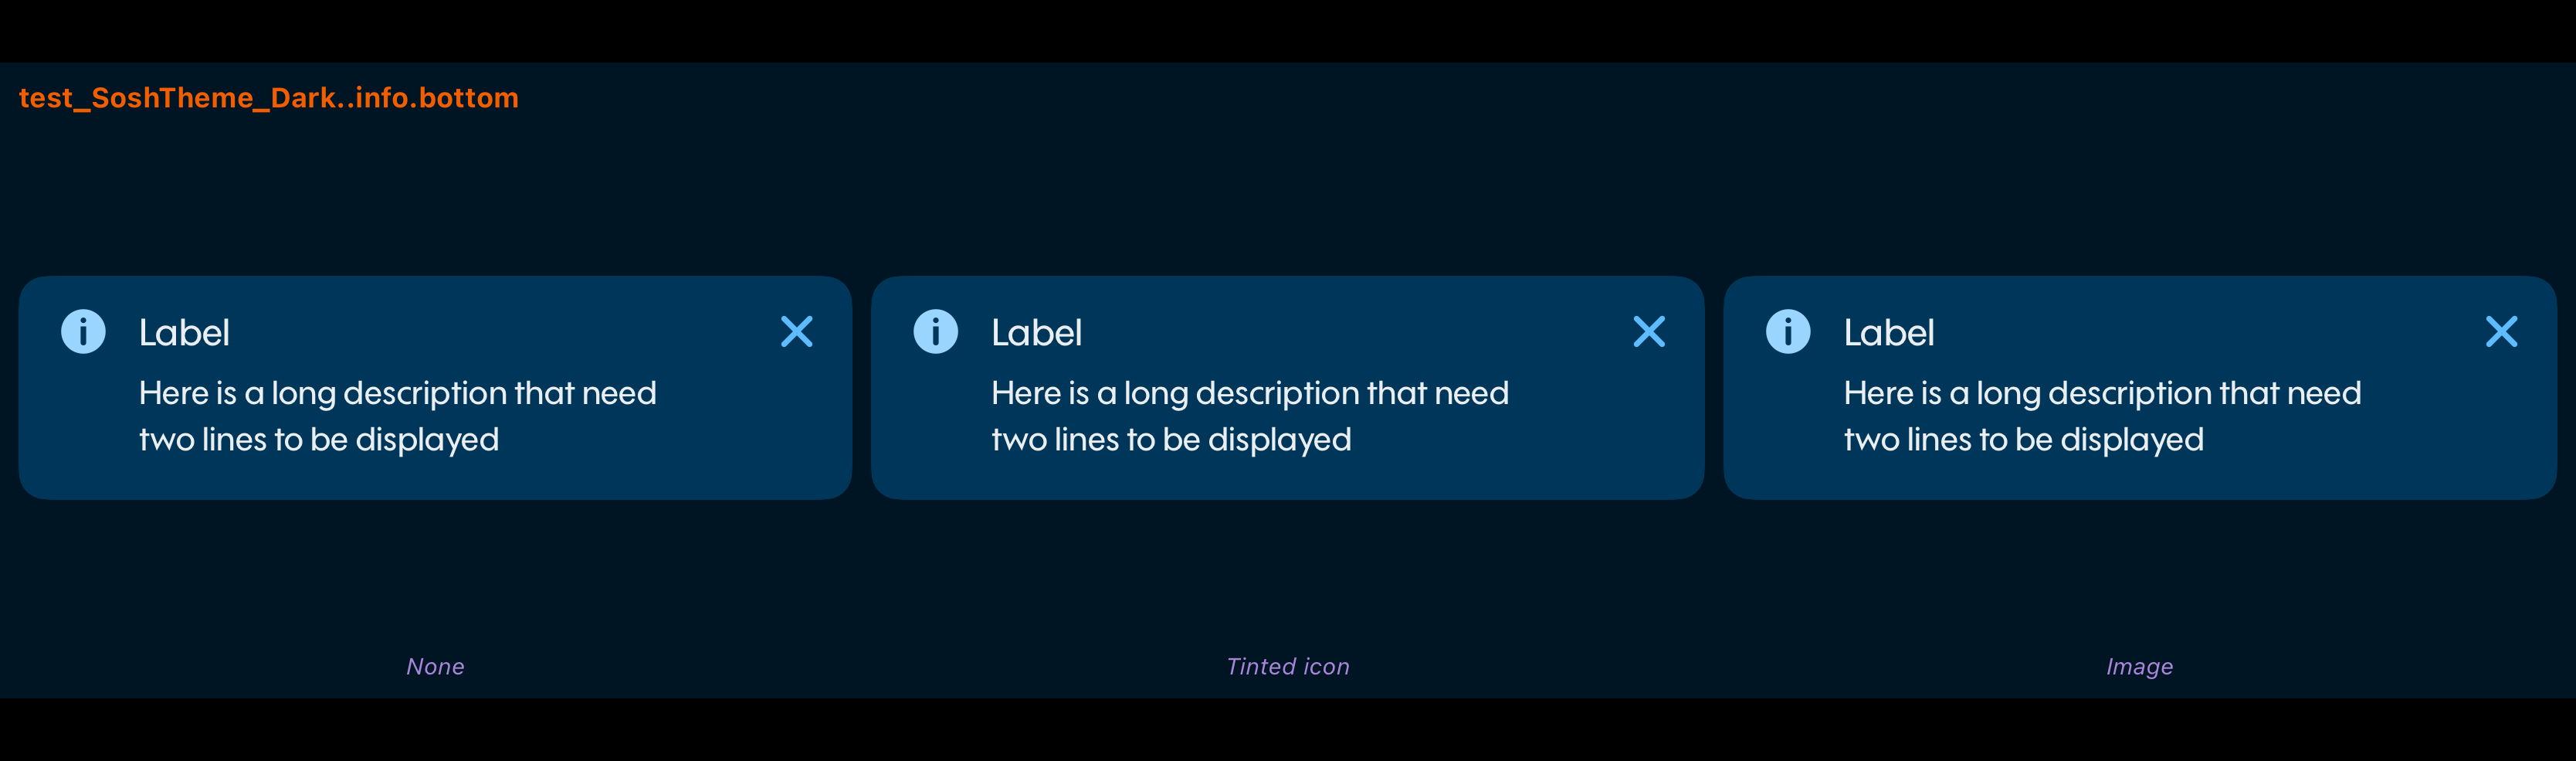 test_SoshTheme_Dark..info.bottom
Label
Here is a long description that need
two lines to be displayed
Label
Here is a long description that need
two lines to be displayed
Label
Here is a long description that need
two lines to be displayed
None
Tinted icon
Image